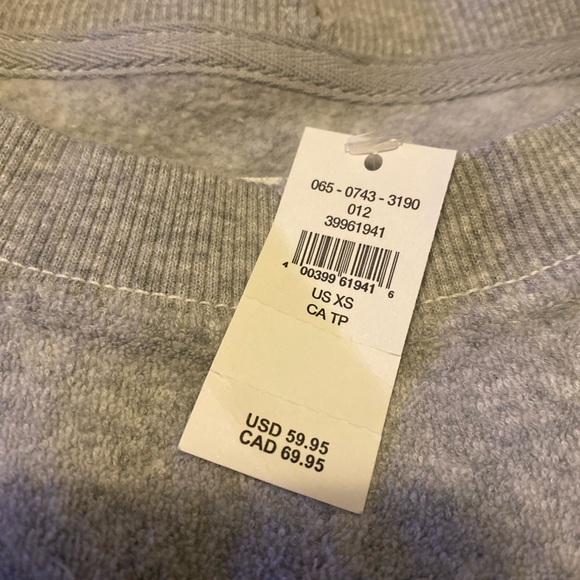 065 - 0743 - 3190
012
39961941
4 00399 61941 6
US XS
CA TP
USD 59.95
CAD 69.95